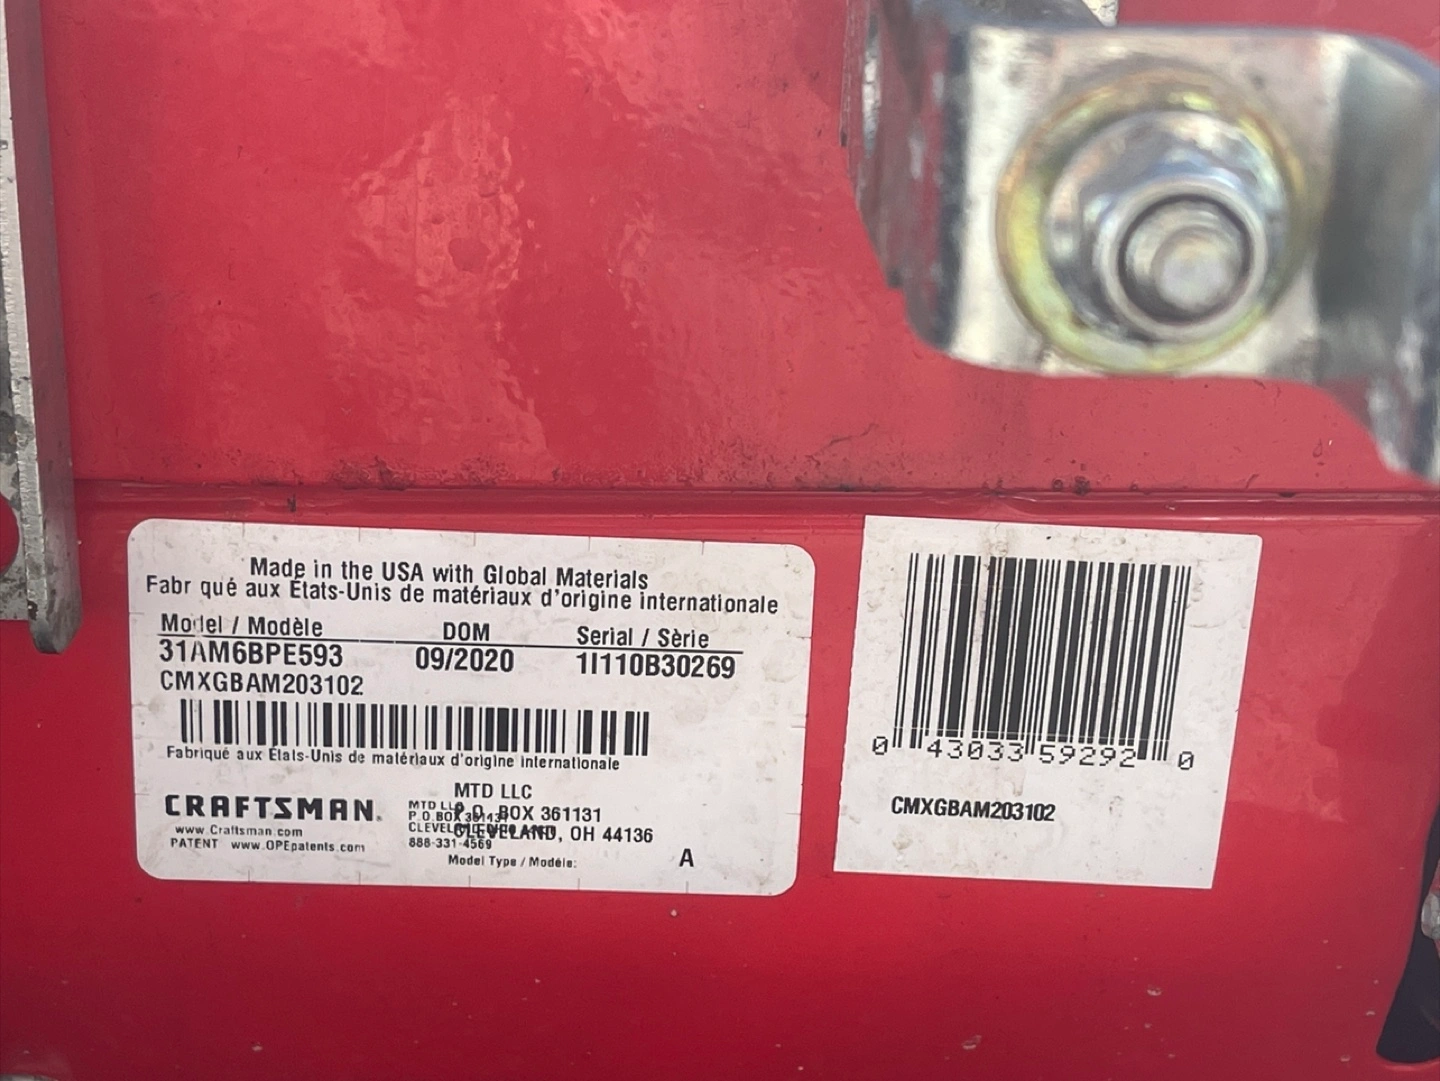 Made in the USA with Global Materials
Fabr qué aux États-Unis de matériaux d'origine internationale
Model / Modèle DOM Serial / Sèrie
31AM6BPE593 09/2020 1I110B30269
CMXGBAM203102
Fabriqué aux États-Unis de matériaux d'origine internationale
CRAFTSMAN®
www.Craftsman.com
PATENT www.OPEpatents.com
MTD LLC
P.O. BOX 361131
CLEVELAND, OH 44136
MTD LLC
P.O.BOX
888-331-4569
Model Type / Modèle:
A
0 43033 59292 0
CMXGBAM203102